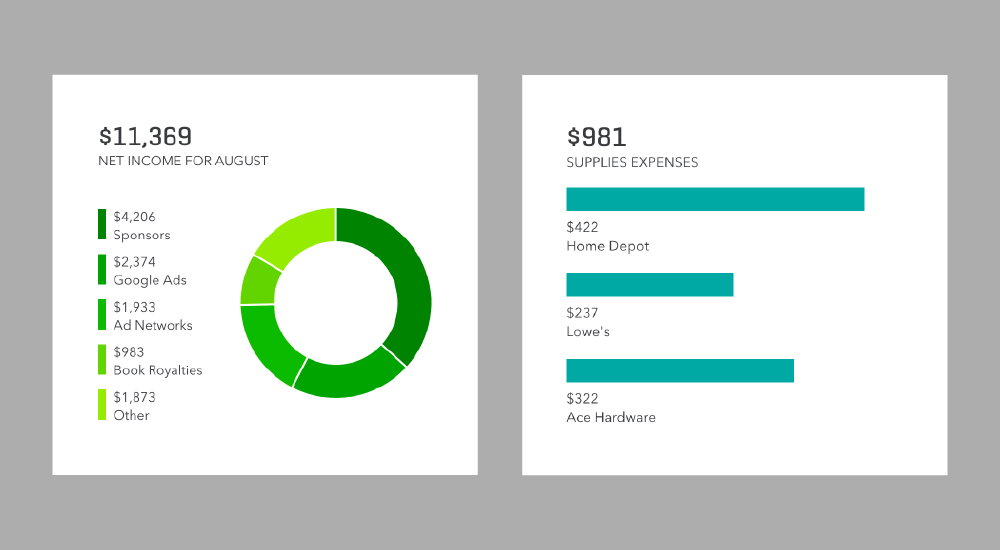 $11,369
NET INCOME FOR AUGUST
$4,206
Sponsors
$2,374
Google Ads
$1,933
Ad Networks
$983
Book Royalties
$1,873
Other
$981
SUPPLIES EXPENSES
$422
Home Depot
$237
Lowe's
$322
Ace Hardware